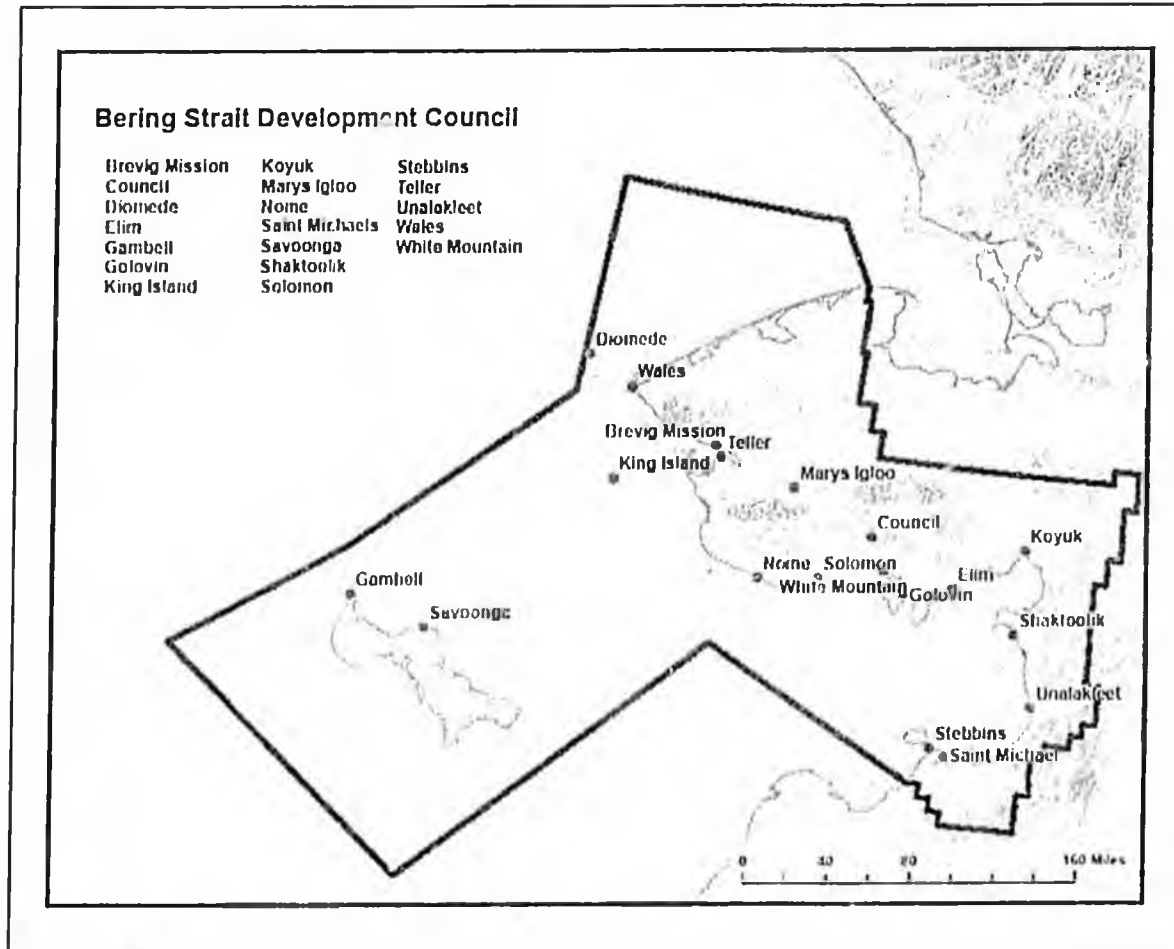 Bering Strait Development Council
Brevig Mission Koyuk Stebbins
Council Marys Igloo Teller
Diomede Nome Unalakleet
Elim Saint Michaels Wales
Gambell Savoonga White Mountain
Golovin Shaktoolik
King Island Solomon
Diomede
Wales
Brevig Mission
Teller
King Island
Marys Igloo
Council
Koyuk
Nome Solomon
Elim
White Mountain
Golovin
Gambell
Savoonga
Shaktoolik
Unalakleet
Stebbins
Saint Michael
0 40 80 160 Miles